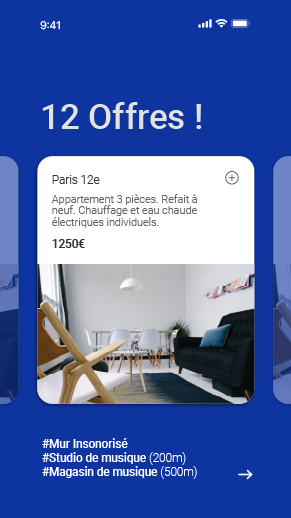 9:41
12 Offres !
Paris 12e
Appartement 3 pièces. Refait à
neuf. Chauffage et eau chaude
électriques individuels.
1250€
#Mur Insonorisé
#Studio de musique (200m)
#Magasin de musique (500m)